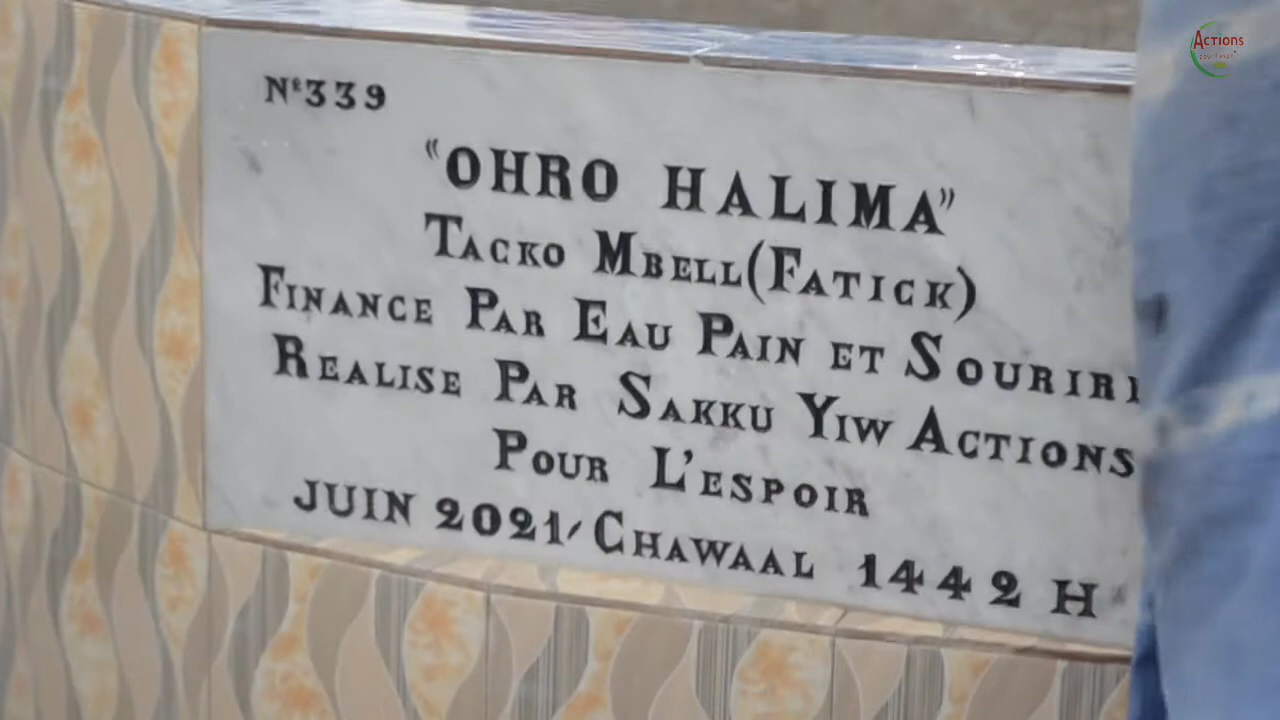 ACTIONS
N°339
"OHRO HALIMA"
TACKO MBELL(FATICK)
FINANCE PAR EAU PAIN ET SOURIRE
REALISE PAR SAKKU YIW ACTIONS
POUR L'ESPOIR
JUIN 2021/CHAWAAL 1442 H